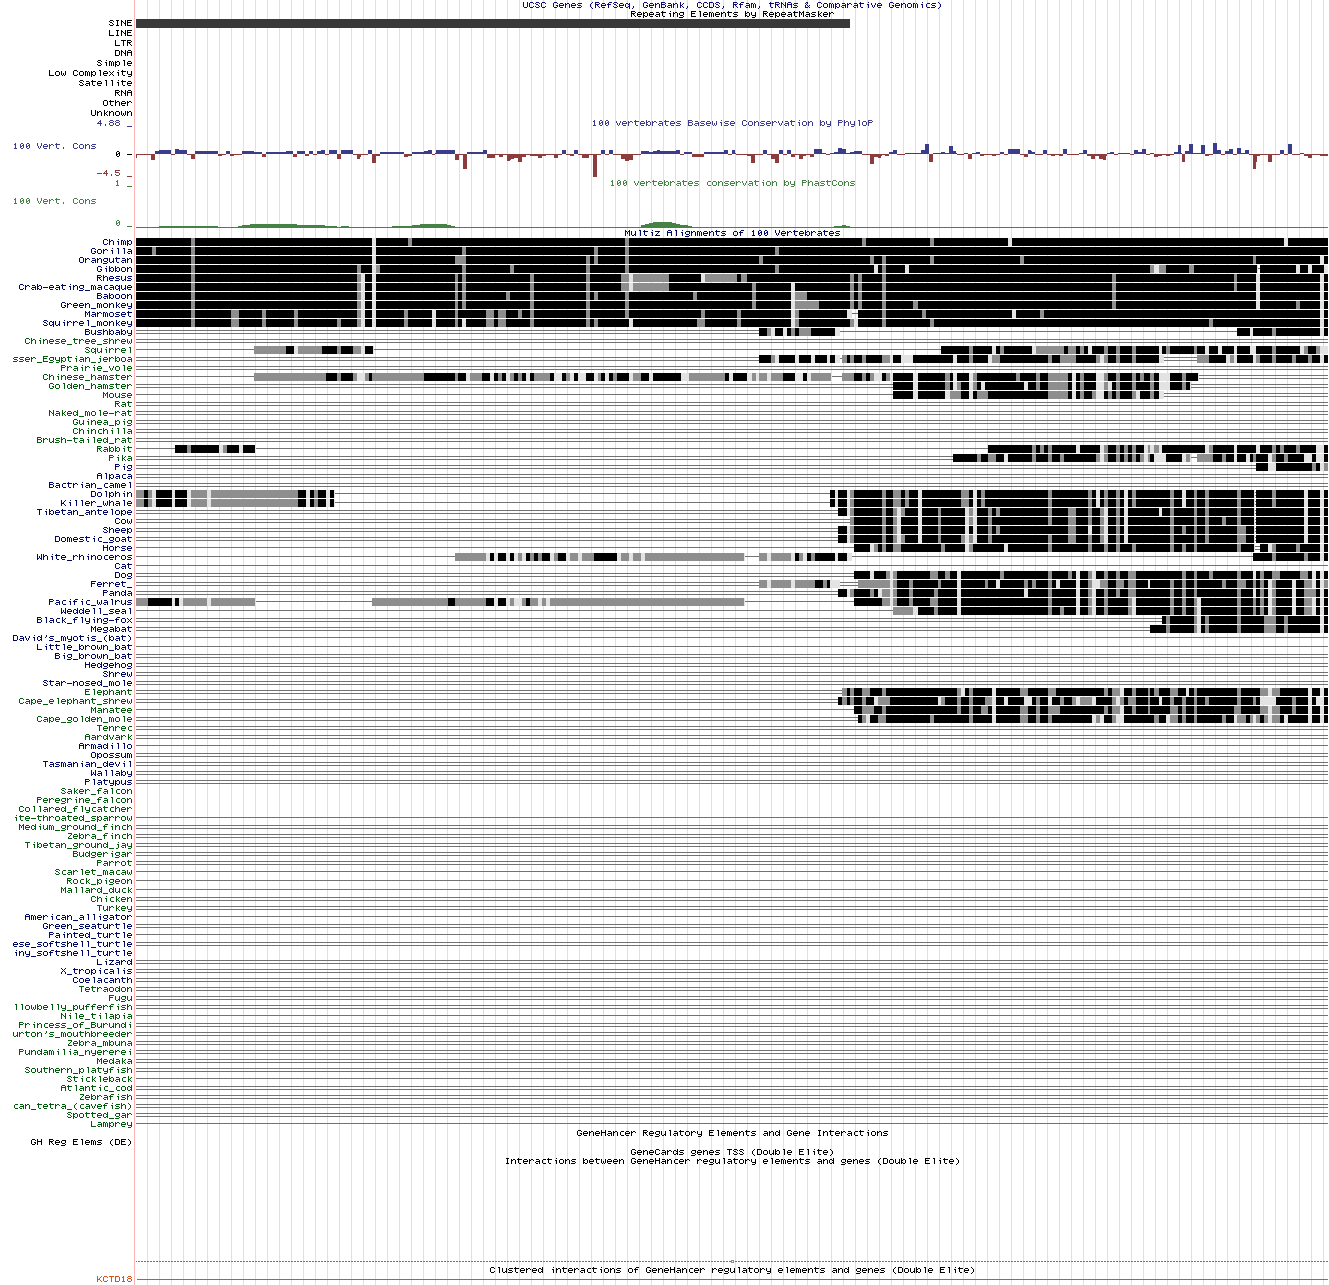 UCSC Genes (RefSeq, GenBank, CCDS, Rfam, tRNAs & Comparative Genomics)
Repeating Elements by RepeatMasker
SINE
LINE
LTR
DNA
Simple
Low Complexity
Satellite
RNA
Other
Unknown
4.88 _
100 vertebrates Basewise Conservation by PhyloP
100 Vert. Cons
0 _
-4.5 _
1 _
100 vertebrates conservation by PhastCons
100 Vert. Cons
0 _
Multiz Alignments of 100 Vertebrates
Chimp
Gorilla
Orangutan
Gibbon
Rhesus
Crab-eating_macaque
Baboon
Green_monkey
Marmoset
Squirrel_monkey
Bushbaby
Chinese_tree_shrew
Squirrel
sser_Egyptian_jerboa
Prairie_vole
Chinese_hamster
Golden_hamster
Mouse
Rat
Naked_mole-rat
Guinea_pig
Chinchilla
Brush-tailed_rat
Rabbit
Pika
Pig
Alpaca
Bactrian_camel
Dolphin
Killer_whale
Tibetan_antelope
Cow
Sheep
Domestic_goat
Horse
White_rhinoceros
Cat
Dog
Ferret_
Panda
Pacific_walrus
Weddell_seal
Black_flying-fox
Megabat
David's_myotis_(bat)
Little_brown_bat
Big_brown_bat
Hedgehog
Shrew
Star-nosed_mole
Elephant
Cape_elephant_shrew
Manatee
Cape_golden_mole
Tenrec
Aardvark
Armadillo
Opossum
Tasmanian_devil
Wallaby
Platypus
Saker_falcon
Peregrine_falcon
Collared_flycatcher
ite-throated_sparrow
Medium_ground_finch
Zebra_finch
Tibetan_ground_jay
Budgerigar
Parrot
Scarlet_macaw
Rock_pigeon
Mallard_duck
Chicken
Turkey
American_alligator
Green_seaturtle
Painted_turtle
ese_softshell_turtle
iny_softshell_turtle
Lizard
X_tropicalis
Coelacanth
Tetraodon
Fugu
llowbelly_pufferfish
Nile_tilapia
Princess_of_Burundi
urton's_mouthbreeder
Zebra_mbuna
Pundamilia_nyererei
Medaka
Southern_platyfish
Stickleback
Atlantic_cod
Zebrafish
can_tetra_(cavefish)
Spotted_gar
Lamprey
GeneHancer Regulatory Elements and Gene Interactions
GH Reg Elems (DE)
GeneCards genes TSS (Double Elite)
Interactions between GeneHancer regulatory elements and genes (Double Elite)
Clustered interactions of GeneHancer regulatory elements and genes (Double Elite)
KCTD18